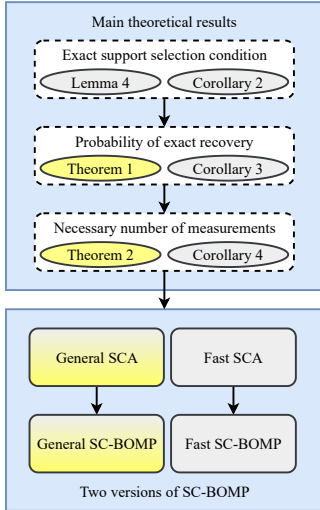 Main theoretical results
Exact support selection condition
Lemma 4 Corollary 2
Probability of exact recovery
Theorem 1 Corollary 3
Necessary number of measurements
Theorem 2 Corollary 4
General SCA Fast SCA
General SC-BOMP Fast SC-BOMP
Two versions of SC-BOMP